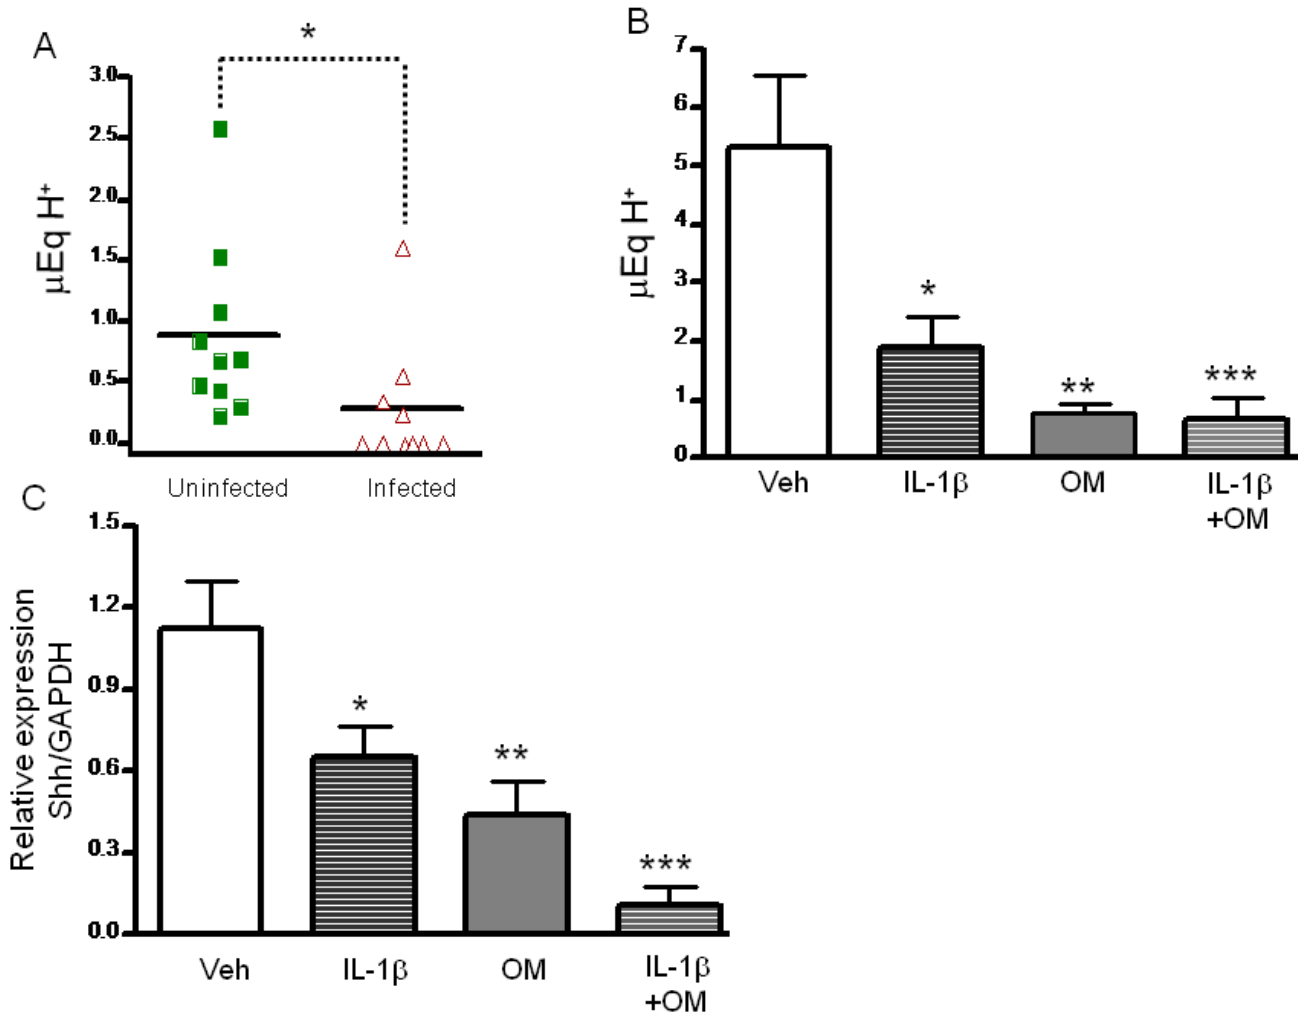 A
*
3.0
2.5
2.0
1.5
1.0
0.5
0.0
μEq H⁺
Uninfected
Infected
B
7
6
5
4
3
2
1
0
μEq H⁺
*
**
***
Veh
IL-1β
OM
IL-1β
+OM
C
1.5
1.2
0.9
0.6
0.3
0.0
Relative expression
Shh/GAPDH
*
**
***
Veh
IL-1β
OM
IL-1β
+OM